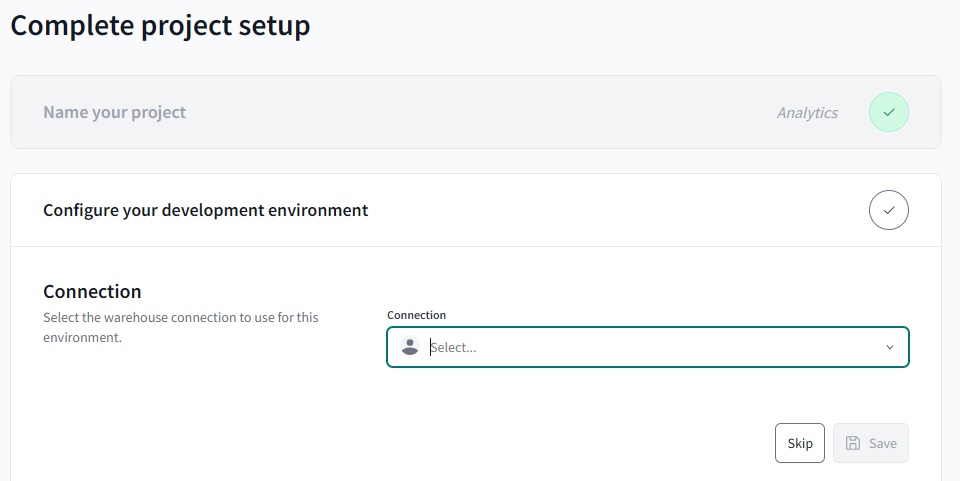 Complete project setup
Name your project
Analytics
Configure your development environment
Connection
Select the warehouse connection to use for this
environment.
Connection
Select...
Skip
Save